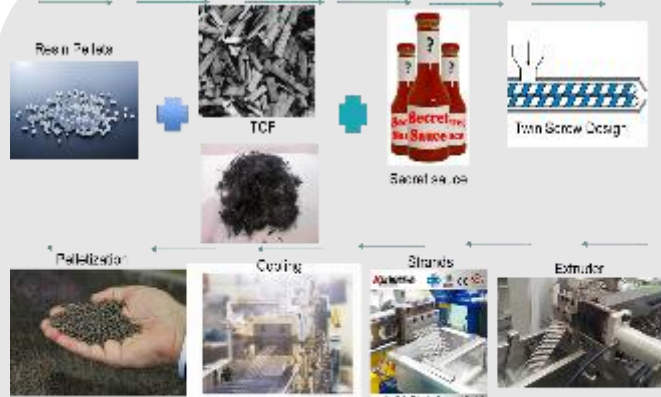 Resin Pellets
TCF
?
?
?
Secret
Sauce
Secret sauce
Twin Screw Design
Pelletization
Cooling
Strands
Extruder